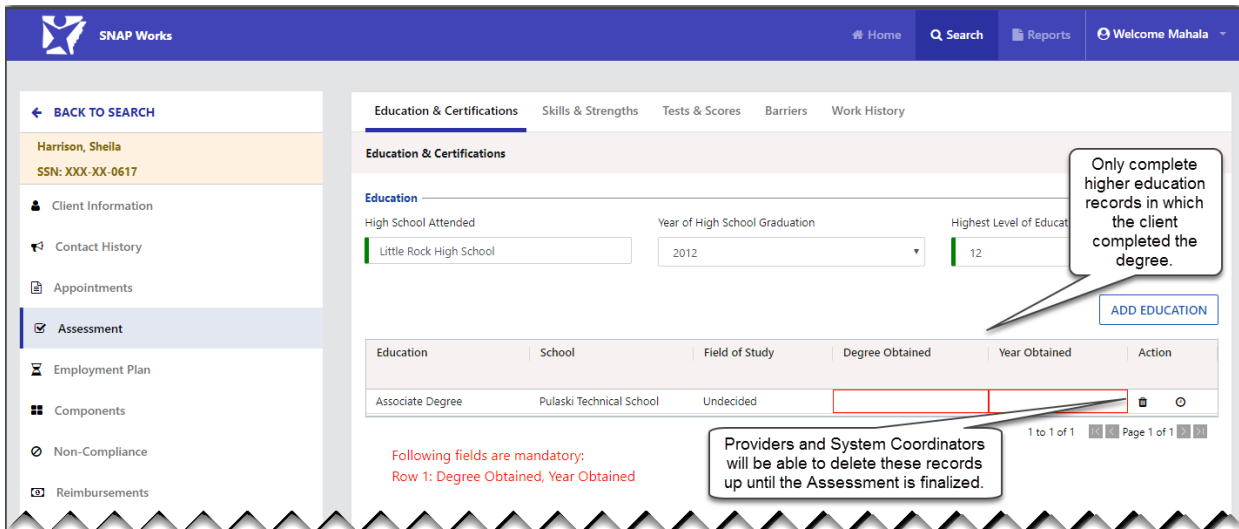 SNAP Works
Home
Search
Reports
Welcome Mahala
BACK TO SEARCH
Harrison, Sheila
SSN: XXX-XX-0617
Client Information
Contact History
Appointments
Assessment
Employment Plan
Components
Non-Compliance
Reimbursements
Education & Certifications
Skills & Strengths
Tests & Scores
Barriers
Work History
Education & Certifications
Only complete
higher education
records in which
the client
completed the
degree.
Education
High School Attended
Year of High School Graduation
Highest Level of Educat
Little Rock High School
2012
12
ADD EDUCATION
Education
School
Field of Study
Degree Obtained
Year Obtained
Action
Associate Degree
Pulaski Technical School
Undecided
1 to 1 of 1
Page 1 of 1
Providers and System Coordinators
will be able to delete these records
up until the Assessment is finalized.
Following fields are mandatory:
Row 1: Degree Obtained, Year Obtained